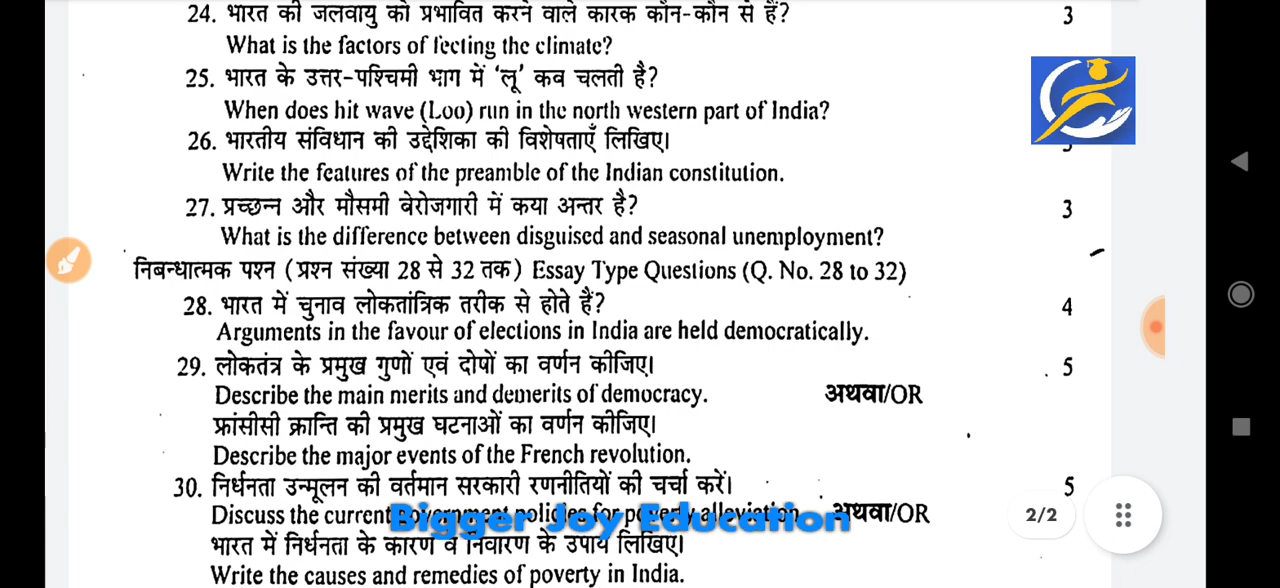 24. भारत की जलवायु को प्रभावित करने वाले कारक कौन-कौन से हैं? 3
What is the factors of fecting the climate?
25. भारत के उत्तर-पश्चिमी भाग में ‘लू’ कब चलती है?
When does hit wave (Loo) run in the north western part of India?
26. भारतीय संविधान की उद्देशिका की विशेषताएँ लिखिए।
Write the features of the preamble of the Indian constitution.
27. प्रच्छन्न और मौसमी बेरोजगारी में कया अन्तर है? 3
What is the difference between disguised and seasonal unemployment?
निबन्धात्मक पश्न (प्रश्न संख्या 28 से 32 तक) Essay Type Questions (Q. No. 28 to 32)
28. भारत में चुनाव लोकतांत्रिक तरीक से होते हैं? 4
Arguments in the favour of elections in India are held democratically.
29. लोकतंत्र के प्रमुख गुणों एवं दोषों का वर्णन कीजिए। 5
Describe the main merits and demerits of democracy. अथवा/OR
फ्रांसीसी क्रान्ति की प्रमुख घटनाओं का वर्णन कीजिए।
Describe the major events of the French revolution.
30. निर्धनता उन्मूलन की वर्तमान सरकारी रणनीतियों की चर्चा करें। 5
Discuss the current government policies for poverty alleviation. अथवा/OR
Bigger Joy Education
2/2
भारत में निर्धनता के कारण व निवारण के उपाय लिखिए।
Write the causes and remedies of poverty in India.